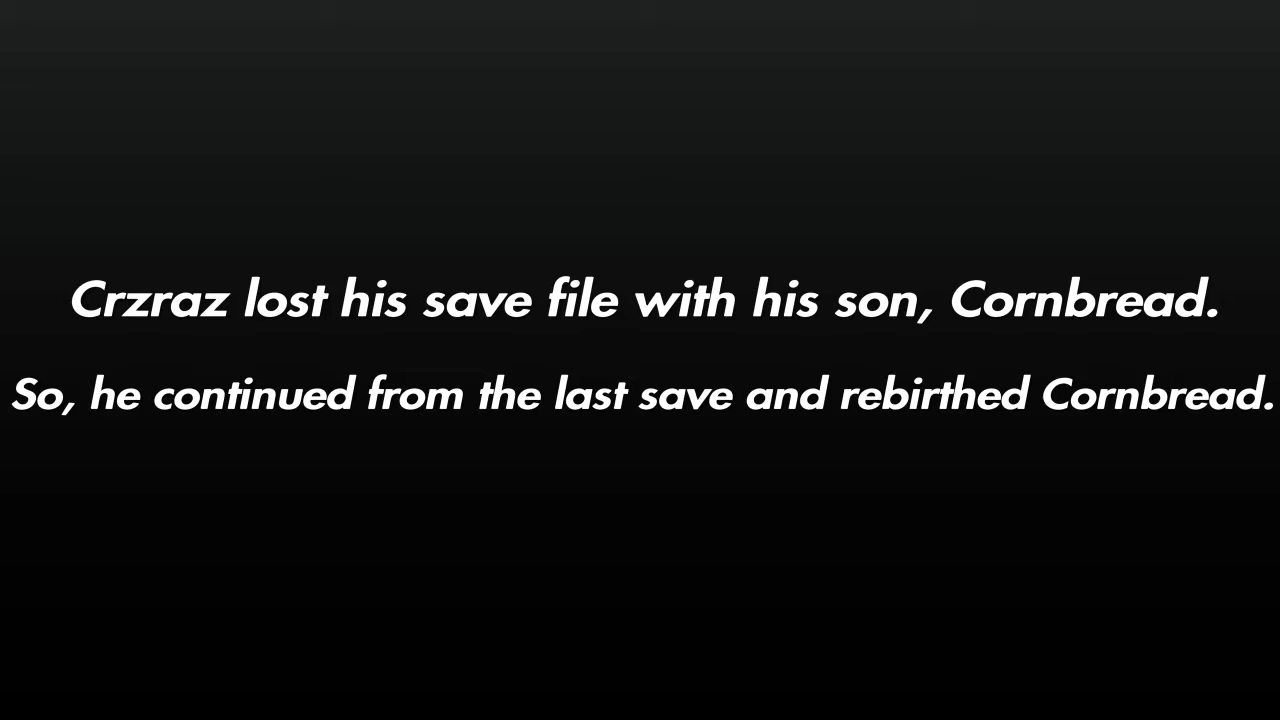 Crzraz lost his save file with his son, Cornbread.
So, he continued from the last save and rebirthed Cornbread.